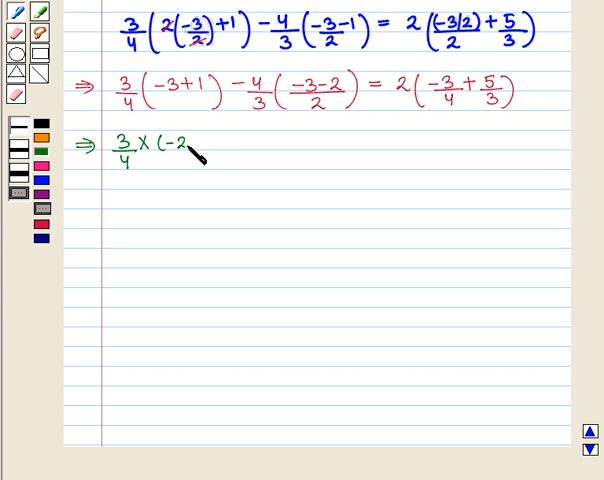 3/4 ( 2(-3/2) + 1 ) - 4/3 ( -3/2 - 1 ) = 2 ( (-3/2)/2 + 5/3 )
⇒ 3/4 ( -3+1 ) - 4/3 ( (-3-2)/2 ) = 2 ( -3/4 + 5/3 )
⇒ 3/4 × (-2